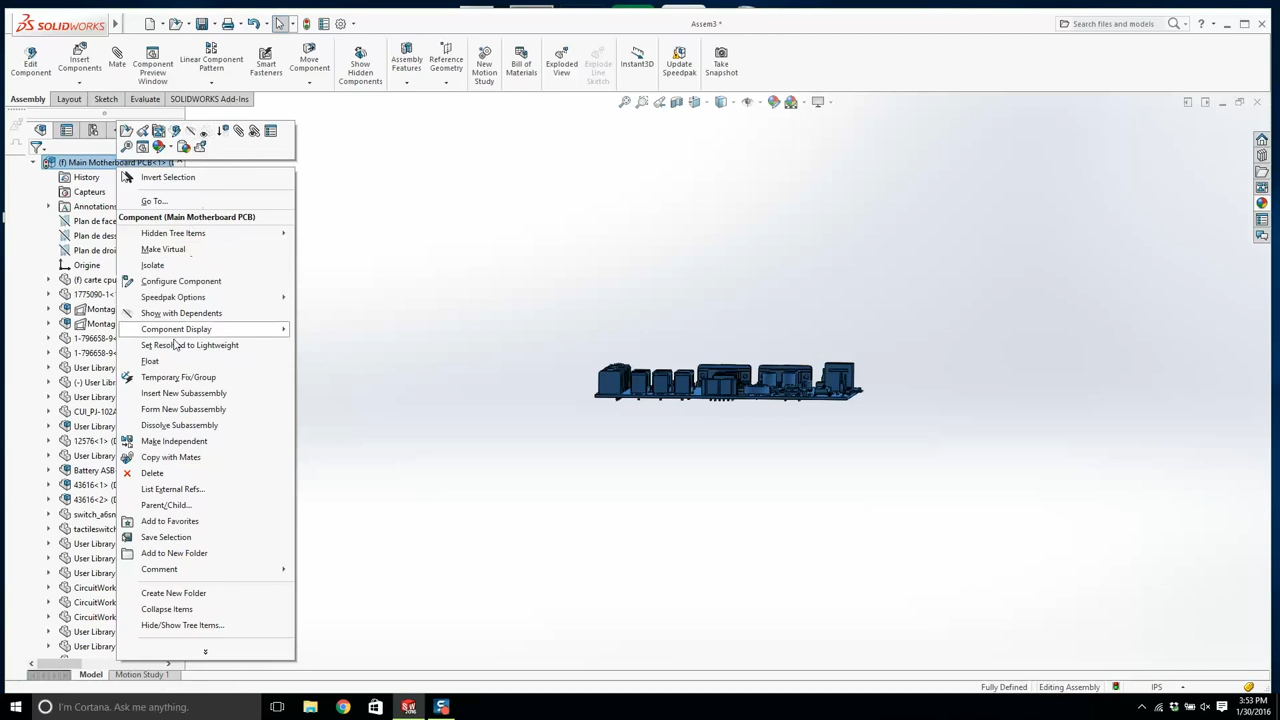 SOLIDWORKS
Assem3 *
Search files and models
Edit Component
Insert Components
Mate
Component Preview Window
Linear Component Pattern
Smart Fasteners
Move Component
Show Hidden Components
Assembly Features
Reference Geometry
New Motion Study
Bill of Materials
Exploded View
Explode Line Sketch
Instant3D
Update Speedpak
Take Snapshot
Assembly Layout Sketch Evaluate SOLIDWORKS Add-Ins
(f) Main Motherboard PCB<1>
History
Capteurs
Annotations
Plan de face
Plan de dess
Plan de droi
Origine
(f) carte cpu
1775090-1<
Montag
Montag
1-796658-9<
1-796658-9<
User Library
(-) User Libr
User Library
CUI_PJ-102A
User Library
12576<1> (D
User Library
Battery ASB-
43616<1> (D
43616<2> (D
switch_a6sn
tactileswitch
User Library
User Library
User Library
CircuitWork
CircuitWork
CircuitWork
User Library
User Library
Invert Selection
Go To...
Component (Main Motherboard PCB)
Hidden Tree Items
Make Virtual
Isolate
Configure Component
Speedpak Options
Show with Dependents
Component Display
Set Resolved to Lightweight
Float
Temporary Fix/Group
Insert New Subassembly
Form New Subassembly
Dissolve Subassembly
Make Independent
Copy with Mates
Delete
List External Refs...
Parent/Child...
Add to Favorites
Save Selection
Add to New Folder
Comment
Create New Folder
Collapse Items
Hide/Show Tree Items...
Model Motion Study 1
Fully Defined Editing Assembly IPS
I'm Cortana. Ask me anything.
3:53 PM
1/30/2016